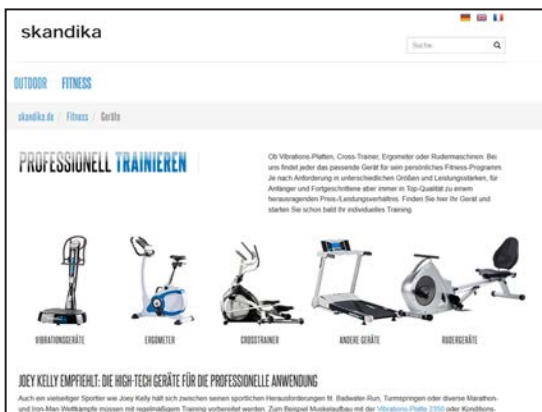 skandika
Suche
OUTDOOR FITNESS
skandika.de / Fitness / Geräte
PROFESSIONELL TRAINIEREN
Ob Vibrations-Platten, Cross-Trainer, Ergometer oder Rudermaschinen: Bei
uns findet jeder das passende Gerät für sein persönliches Fitness-Programm.
Je nach Anforderung in unterschiedlichen Größen und Leistungsstärken, für
Anfänger und Fortgeschrittene aber immer in Top-Qualität zu einem
herausragenden Preis-/Leistungsverhältnis. Finden Sie hier Ihr Gerät und
starten Sie schon bald Ihr individuelles Training.
VIBRATIONSGERÄTE ERGOMETER CROSSTRAINER ANDERE GERÄTE RUDERGERÄTE
JOEY KELLY EMPFIEHLT: DIE HIGH-TECH GERÄTE FÜR DIE PROFESSIONELLE ANWENDUNG
Auch ein vielseitiger Sportler wie Joey Kelly hält sich zwischen seinen sportlichen Herausforderungen fit. Badwater-Run, Turmspringen oder diverse Marathon-
und Iron-Man Wettkämpfe müssen mit regelmäßigem Training vorbereitet werden. Zum Beispiel Muskelaufbau mit der Vibrations-Platte 2350 oder Konditions-